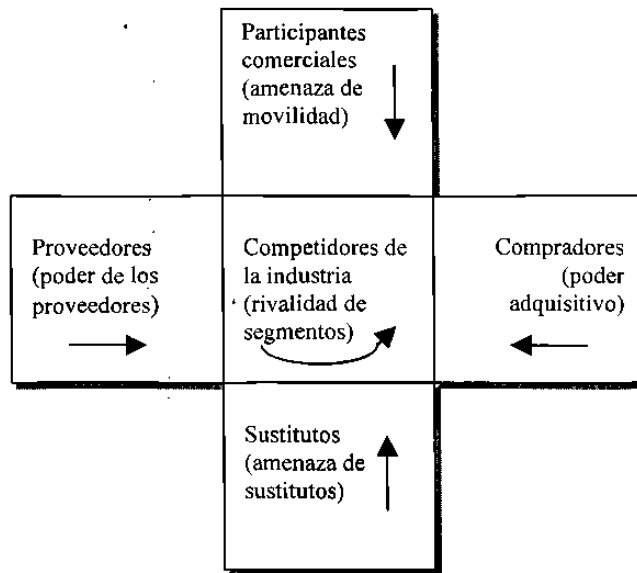 Participantes
comerciales
(amenaza de
movilidad)
Proveedores
(poder de los
proveedores)
Competidores de
la industria
(rivalidad de
segmentos)
Compradores
(poder
adquisitivo)
Sustitutos
(amenaza de
sustitutos)